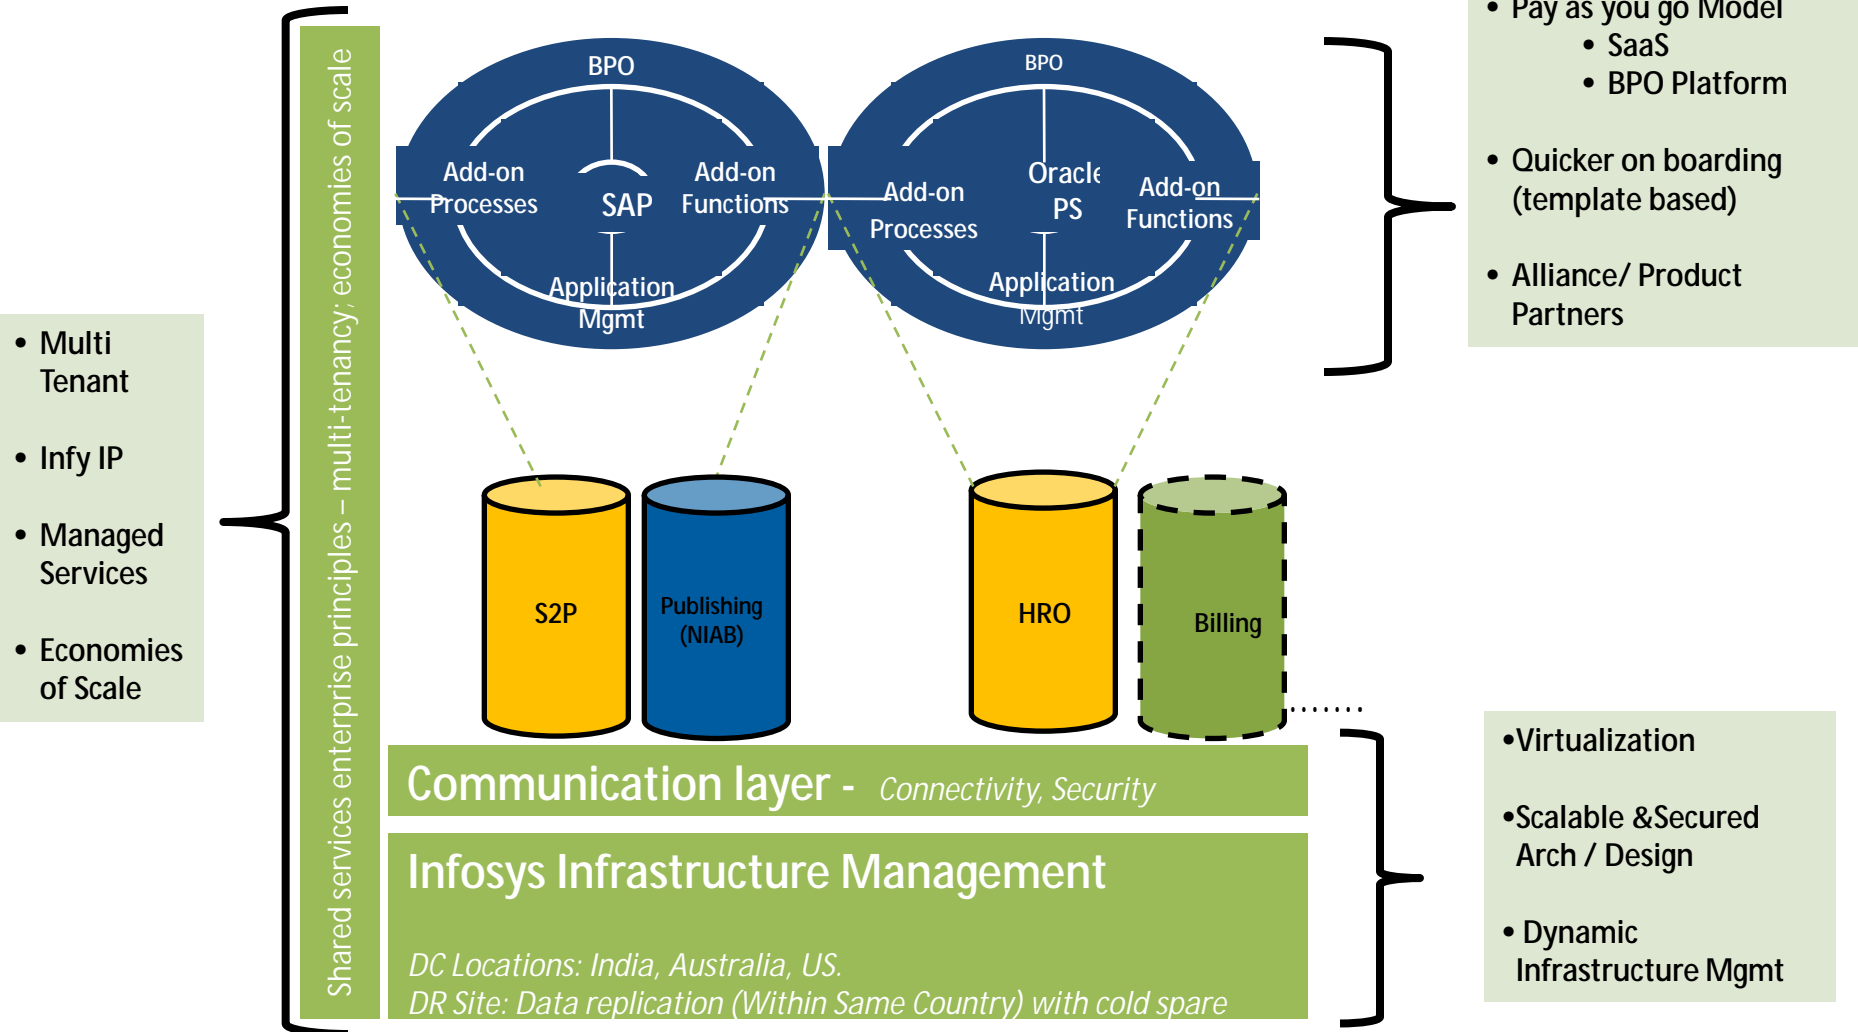 • Multi
Tenant
• Infy IP
• Managed
Services
• Economies
of Scale
Shared services enterprise principles – multi-tenancy; economies of scale
BPO
Add-on
Processes
SAP
Add-on
Functions
Application
Mgmt
BPO
Add-on
Processes
Oracle
PS
Add-on
Functions
Application
Mgmt
• Pay as you go Model
• SaaS
• BPO Platform
• Quicker on boarding
(template based)
• Alliance/ Product
Partners
S2P
Publishing
(NIAB)
HRO
Billing
.......
Communication layer - Connectivity, Security
Infosys Infrastructure Management
DC Locations: India, Australia, US.
DR Site: Data replication (Within Same Country) with cold spare
•Virtualization
•Scalable &Secured
Arch / Design
• Dynamic
Infrastructure Mgmt